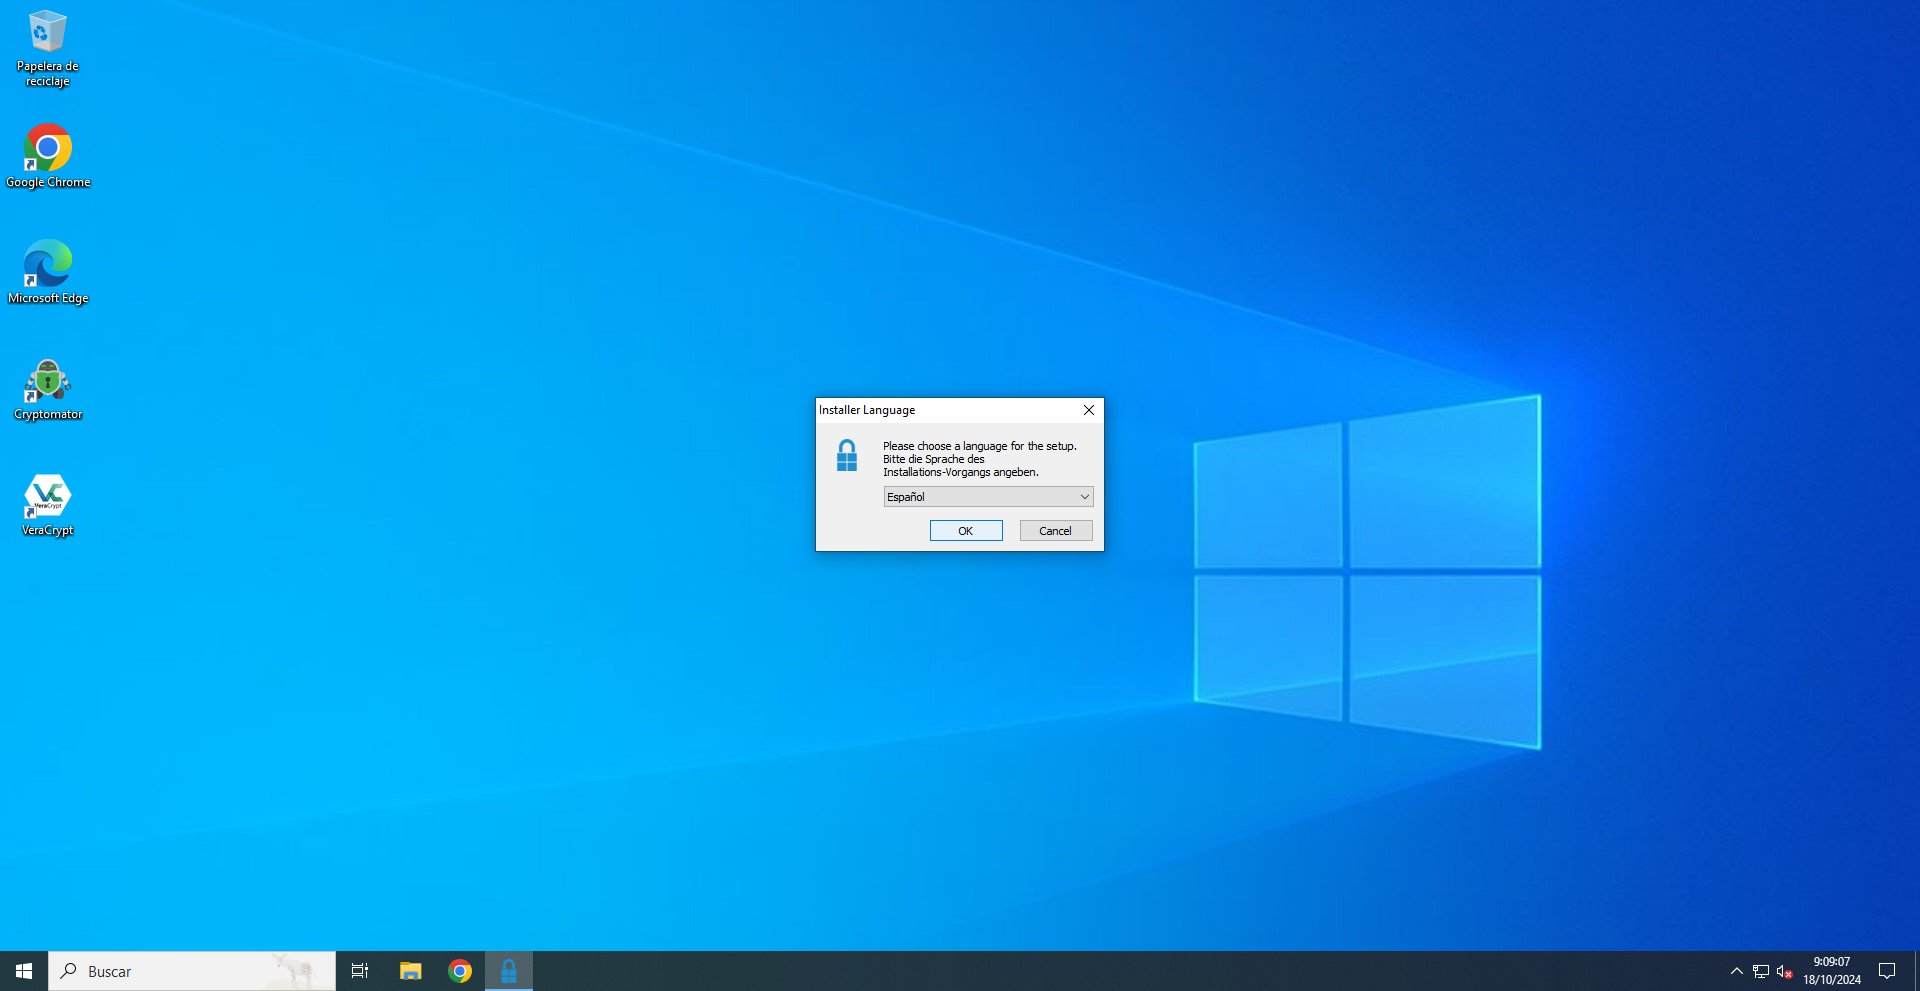 Papelera de
reciclaje
Google Chrome
Microsoft Edge
Cryptomator
VeraCrypt
VeraCrypt
Installer Language
Please choose a language for the setup.
Bitte die Sprache des
Installations-Vorgangs angeben.
Español
OK
Cancel
Buscar
9:09:07
18/10/2024